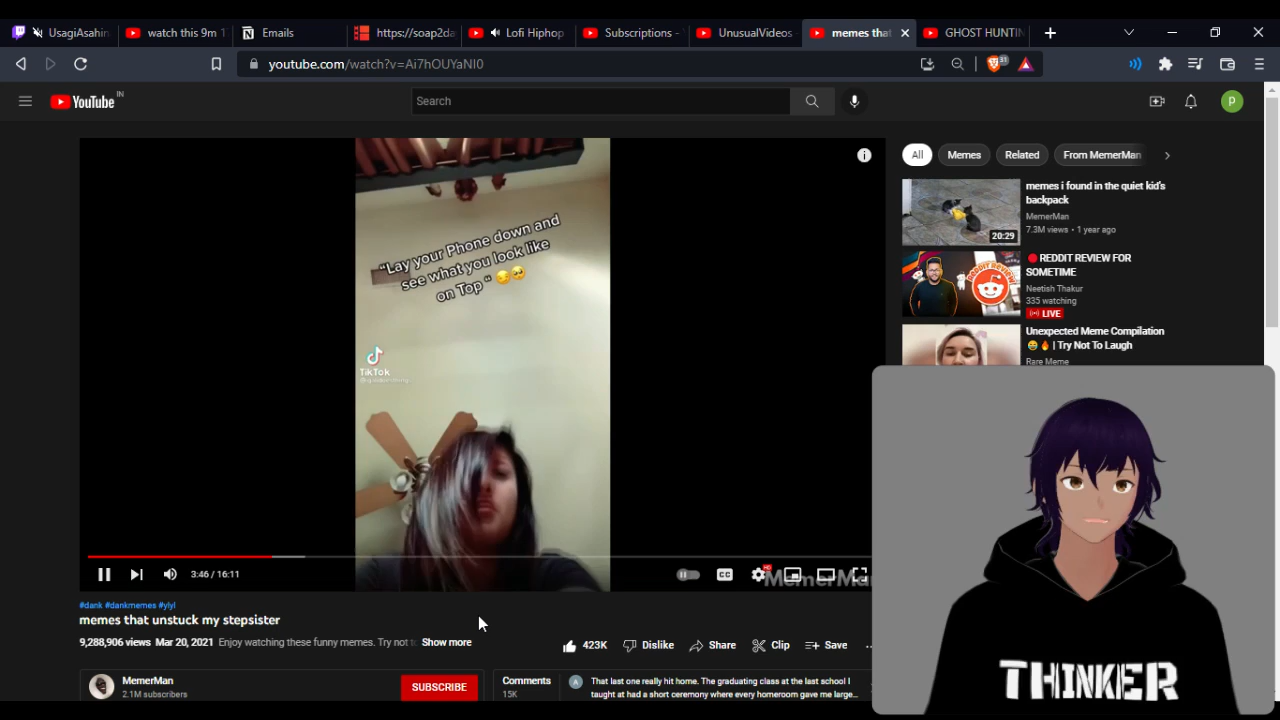 UsagiAsahin
watch this 9m 1
Emails
https://soap2da
Lofi Hiphop
Subscriptions -
UnusualVideos
memes that
GHOST HUNTIN
youtube.com/watch?v=Ai7hOUYaNI0
31
YouTube IN
Search
P
"Lay your Phone down and
see what you look like
on Top"
TikTok
All
Memes
Related
From MemerMan
memes i found in the quiet kid's
backpack
MemerMan
7.3M views • 1 year ago
20:29
REDDIT REVIEW FOR
SOMETIME
Neetish Thakur
335 watching
LIVE
Unexpected Meme Compilation
| Try Not To Laugh
Rare Meme
3:46 / 16:11
CC
HD
MemerMan
#dank #dankmemes #ylyl
memes that unstuck my stepsister
9,288,906 views Mar 20, 2021 Enjoy watching these funny memes. Try not to Show more
423K Dislike Share Clip Save ...
MemerMan
2.1M subscribers
SUBSCRIBE
Comments
15K
A
That last one really hit home. The graduating class at the last school I
taught at had a short ceremony where every homeroom gave me large...
THINKER